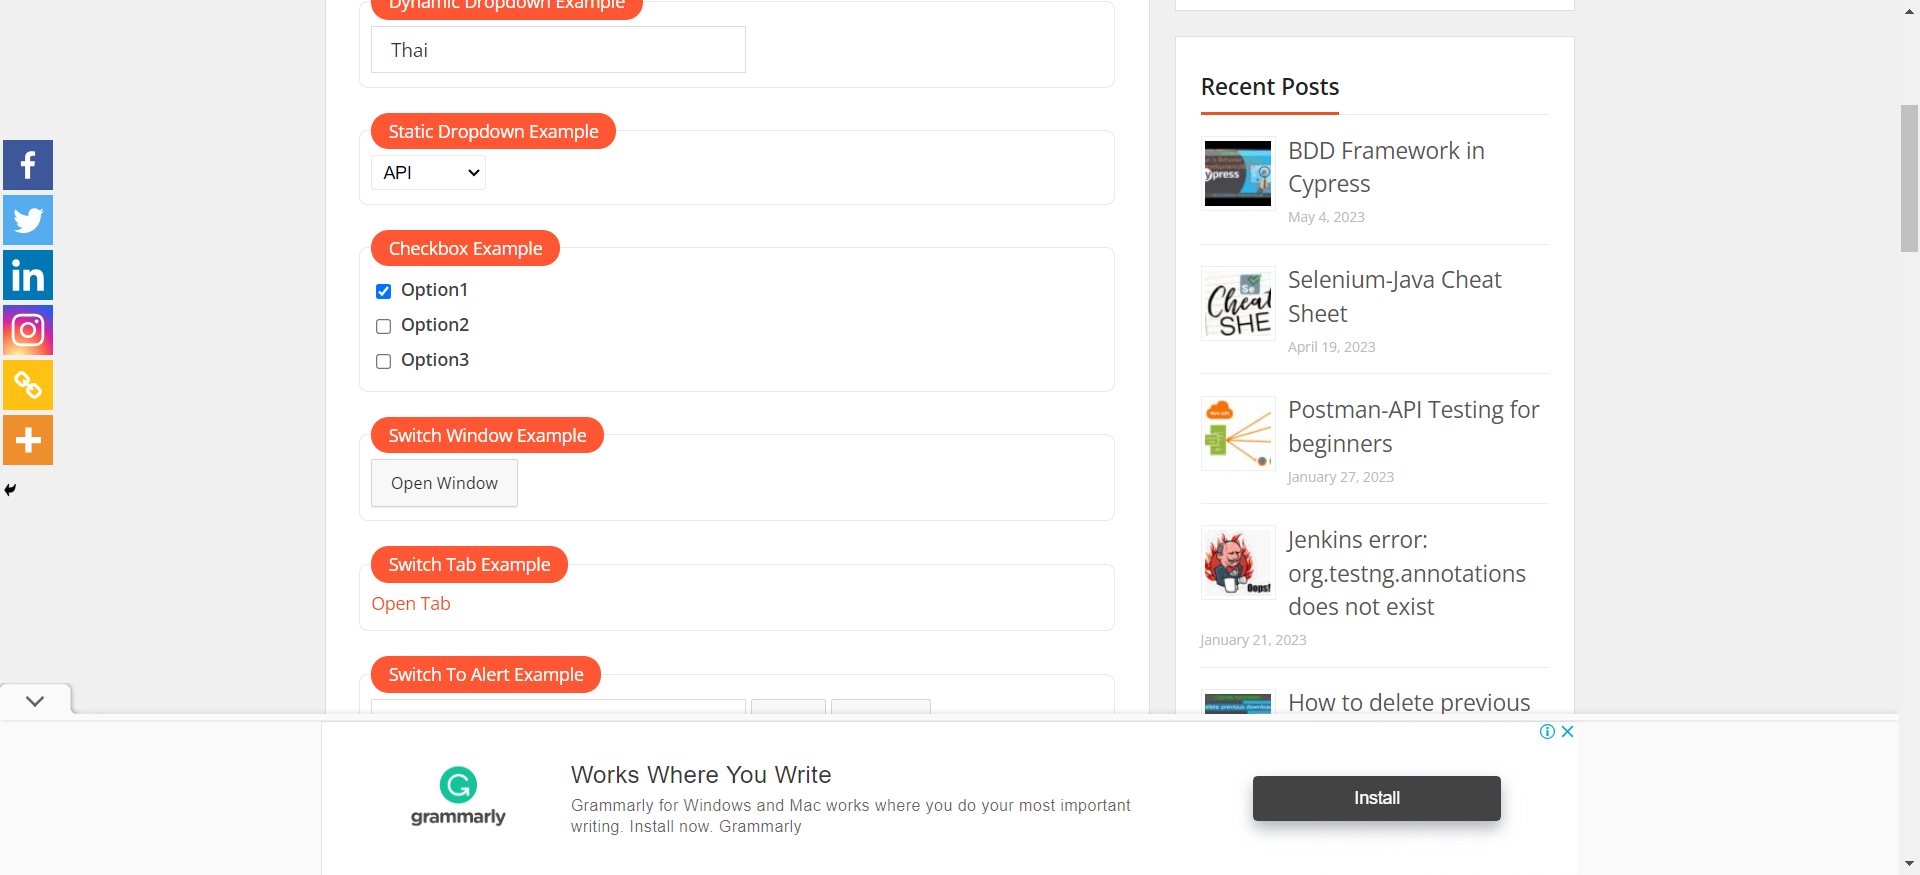 Dynamic Dropdown Example
Thai
Static Dropdown Example
API
Checkbox Example
Option1
Option2
Option3
Switch Window Example
Open Window
Switch Tab Example
Open Tab
Switch To Alert Example
Recent Posts
BDD Framework in
Cypress
May 4, 2023
Selenium-Java Cheat
Sheet
April 19, 2023
Postman-API Testing for
beginners
January 27, 2023
Jenkins error:
org.testng.annotations
does not exist
Oops!
January 21, 2023
How to delete previous
grammarly
Works Where You Write
Grammarly for Windows and Mac works where you do your most important
writing. Install now. Grammarly
Install